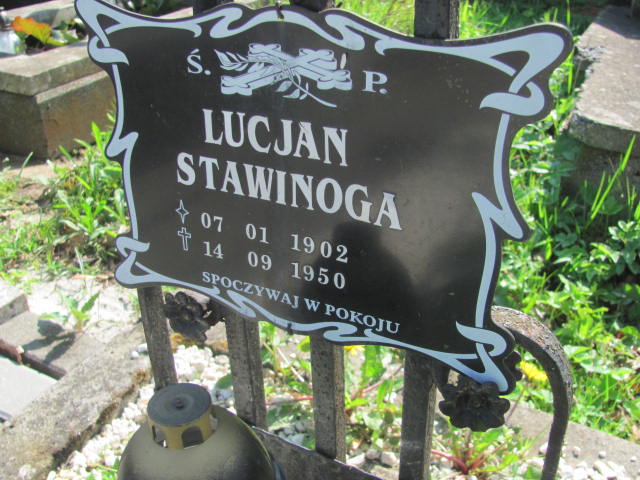 Ś. P.
LUCJAN
STAWINOGA
07 01 1902
14 09 1950
SPOCZYWAJ W POKOJU